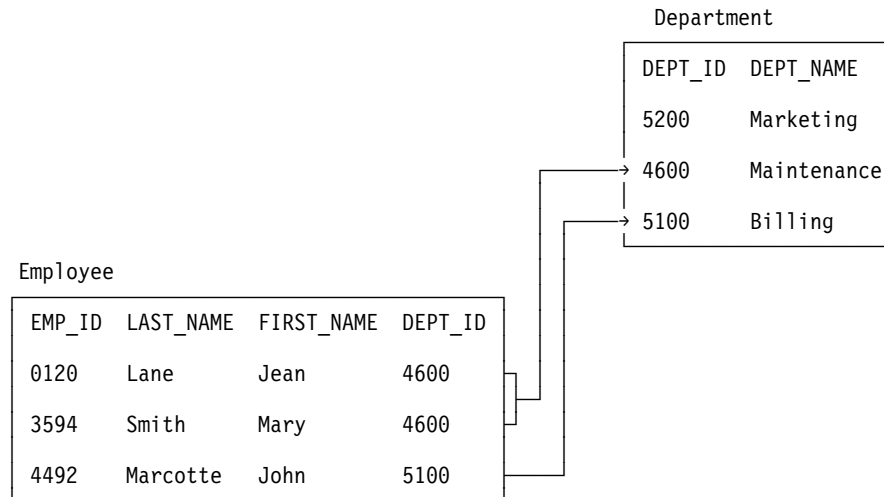 Department
DEPT_ID DEPT_NAME
5200 Marketing
4600 Maintenance
5100 Billing
Employee
EMP_ID LAST_NAME FIRST_NAME DEPT_ID
0120 Lane Jean 4600
3594 Smith Mary 4600
4492 Marcotte John 5100